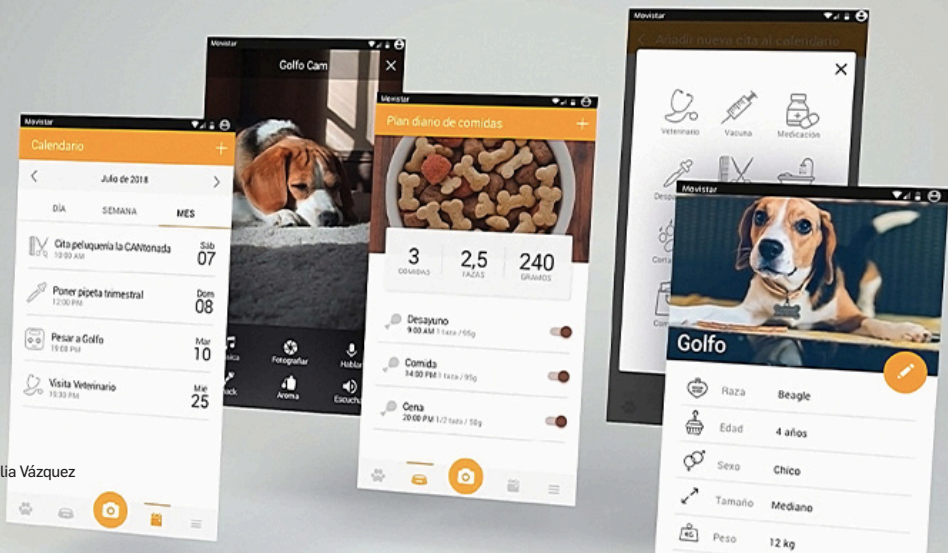 Movistar
Calendario
+
Julio de 2018
DÍA SEMANA MES
Cita peluquería la CANtonada
10:00 AM
Sáb
07
Poner pipeta trimestral
12:00 PM
Dom
08
Pesar a Golfo
19:00 PM
Mar
10
Visita Veterinario
19:30 PM
Mié
25
lia Vázquez
Movistar
Golfo Cam
Fotografiar
Hablar
Aroma
Movistar
Plan diario de comidas
+
3
COMIDAS
2,5
TAZAS
240
GRAMOS
Desayuno
9:00 AM 1 taza / 95g
Comida
14:00 PM 1 taza / 95g
Cena
20:00 PM 1/2 taza / 50g
Movistar
Añadir nueva cita al calendario
Veterinario
Vacuna
Medicación
Movistar
Golfo
Raza Beagle
Edad 4 años
Sexo Chico
Tamaño Mediano
Peso 12 kg